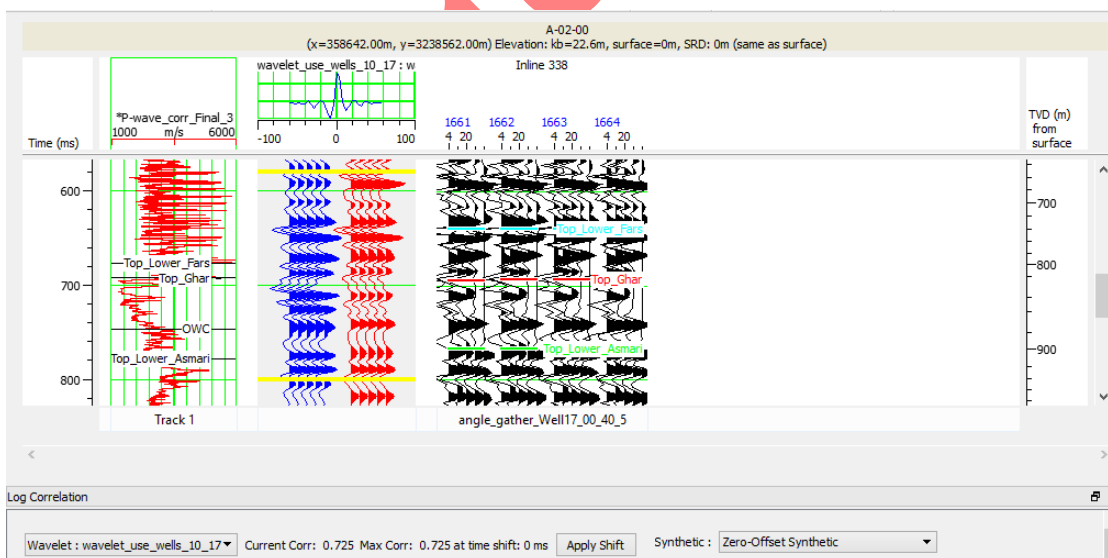 A-02-00
(x=358642.00m, y=3238562.00m) Elevation: kb=22.6m, surface=0m, SRD: 0m (same as surface)
wavelet_use_wells_10_17 : w
Inline 338
*P-wave_corr_Final_3
1000 m/s 6000
-100 0 100
1661 1662 1663 1664
4 20 4 20 4 20 4 20
Time (ms)
TVD (m)
from
surface
600
700
800
Top_Lower_Fars
Top_Ghar
OWC
Top_Lower_Asmari
Top_Lower_Fars
Top_Ghar
Top_Lower_Asmari
700
800
900
Track 1
angle_gather_Well17_00_40_5
Log Correlation
Wavelet : wavelet_use_wells_10_17 Current Corr: 0.725 Max Corr: 0.725 at time shift: 0 ms Apply Shift Synthetic : Zero-Offset Synthetic